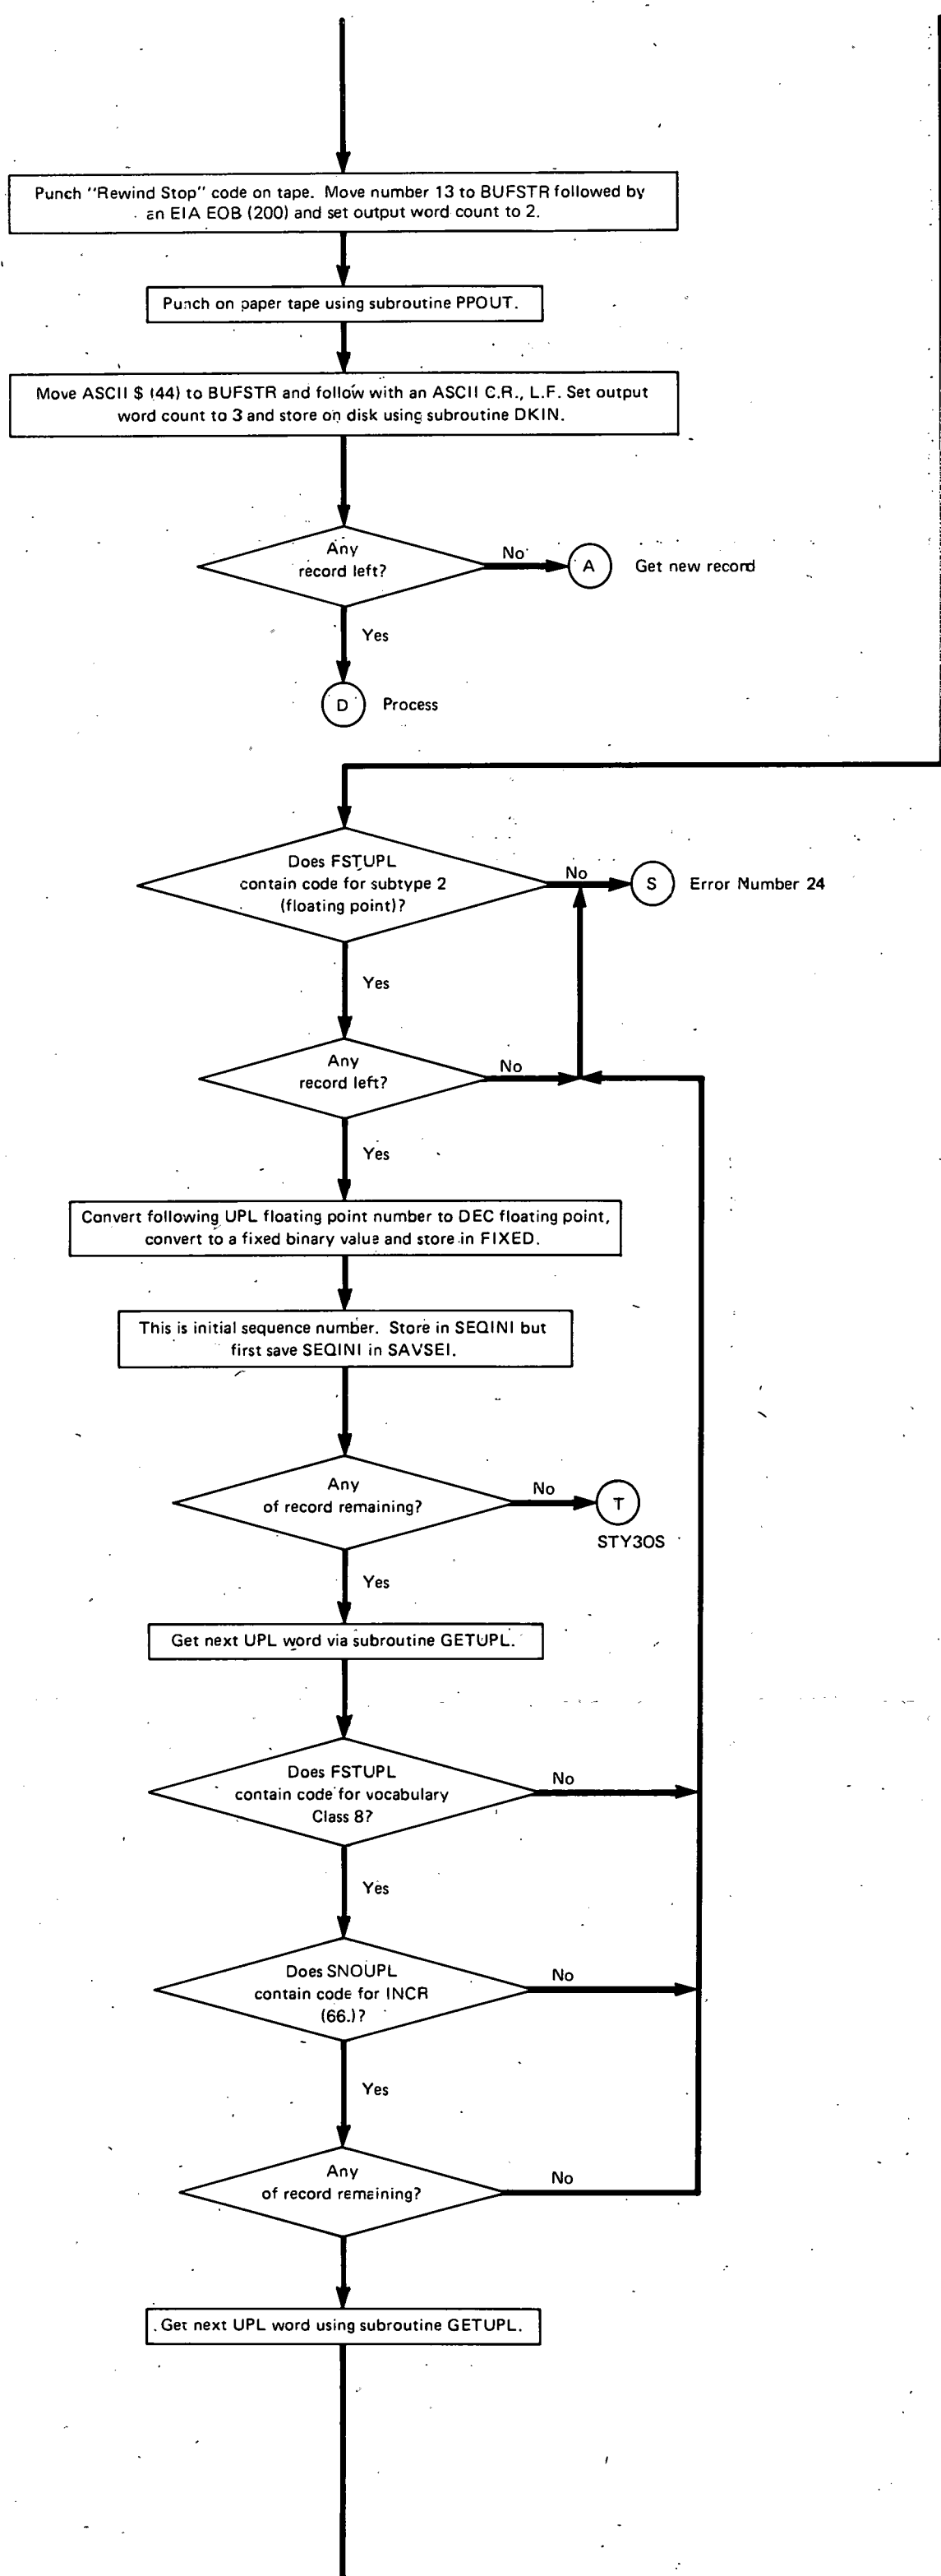 Punch "Rewind Stop" code on tape. Move number 13 to BUFSTR followed by
an EIA EOB (200) and set output word count to 2.
Punch on paper tape using subroutine PPOUT.
Move ASCII $ (44) to BUFSTR and follow with an ASCII C.R., L.F. Set output
word count to 3 and store on disk using subroutine DKIN.
Any
record left?
No
A
Get new record
Yes
D
Process
Does FSTUPL
contain code for subtype 2
(floating point)?
No
S
Error Number 24
Yes
Any
record left?
No
Yes
Convert following UPL floating point number to DEC floating point,
convert to a fixed binary value and store in FIXED.
This is initial sequence number. Store in SEQINI but
first save SEQINI in SAVSEI.
Any
of record remaining?
No
T
STY3OS
Yes
Get next UPL word via subroutine GETUPL.
Does FSTUPL
contain code for vocabulary
Class 8?
No
Yes
Does SNOUPL
contain code for INCR
(66.)?
No
Yes
Any
of record remaining?
No
Get next UPL word using subroutine GETUPL.